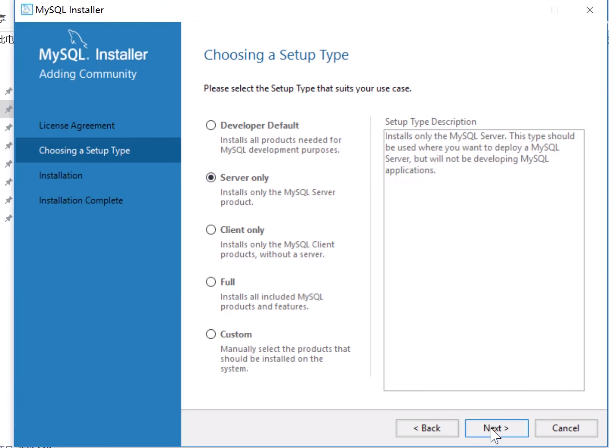 MySQL Installer
MySQL. Installer
Adding Community
License Agreement
Choosing a Setup Type
Installation
Installation Complete
Choosing a Setup Type
Please select the Setup Type that suits your use case.
Developer Default
Installs all products needed for
MySQL development purposes.
Server only
Installs only the MySQL Server
product.
Client only
Installs only the MySQL Client
products, without a server.
Full
Installs all included MySQL
products and features.
Custom
Manually select the products that
should be installed on the
system.
Setup Type Description
Installs only the MySQL Server. This type should
be used where you want to deploy a MySQL
Server, but will not be developing MySQL
applications.
< Back
Next >
Cancel